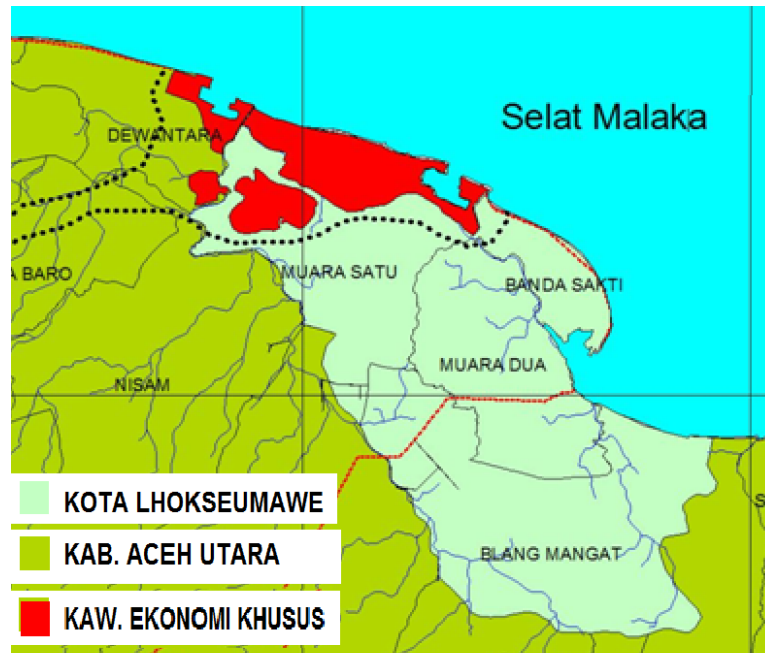 Selat Malaka
DEWANTARA
BARO
MUARA SATU
BANDA SAKTI
MUARA DUA
NISAM
BLANG MANGAT
KOTA LHOKSEUMAWE
KAB. ACEH UTARA
KAW. EKONOMI KHUSUS